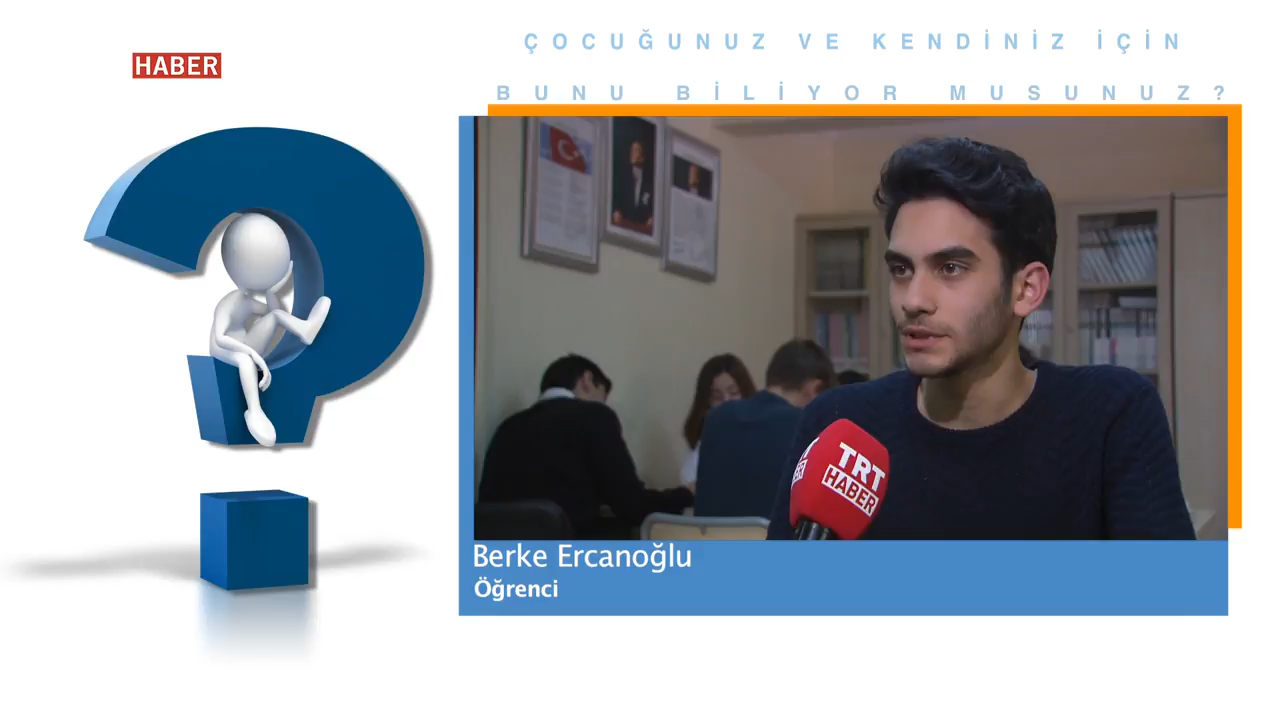 HABER
ÇOCUĞUNUZ VE KENDİNİZ İÇİN
BUNU BİLİYOR MUSUNUZ?
TRT
HABER
Berke Ercanoğlu
Öğrenci